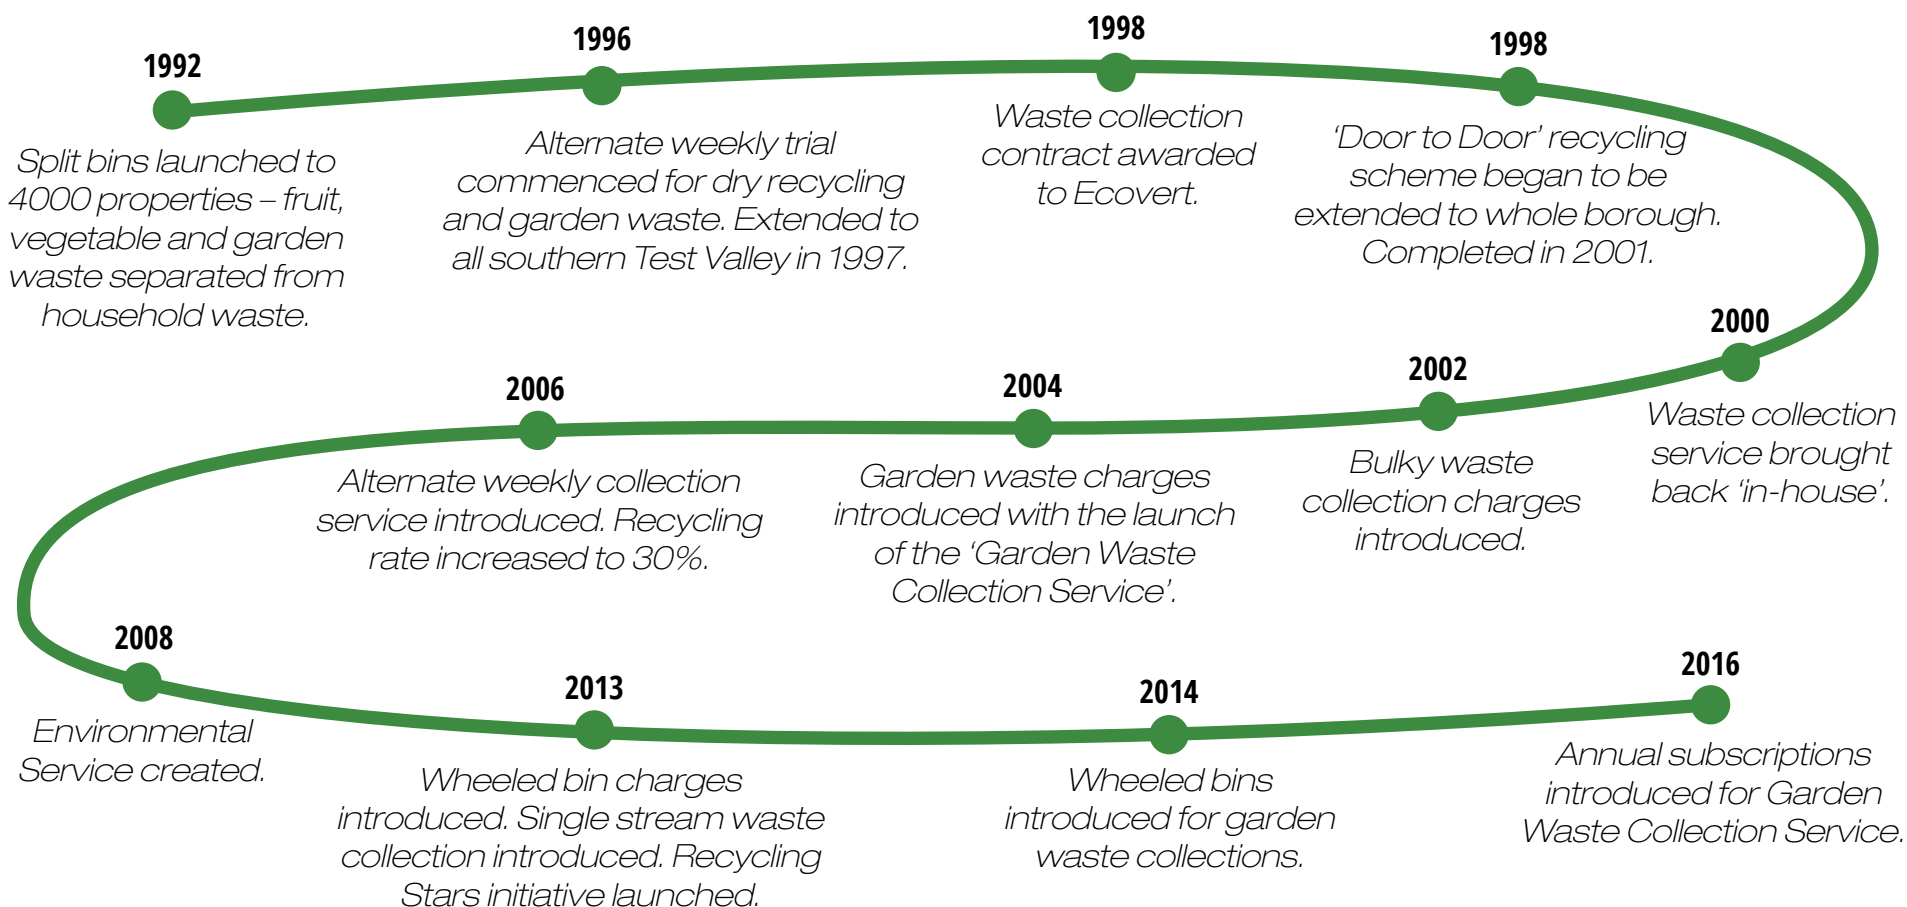 1992
Split bins launched to
4000 properties – fruit,
vegetable and garden
waste separated from
household waste.
1996
Alternate weekly trial
commenced for dry recycling
and garden waste. Extended to
all southern Test Valley in 1997.
1998
Waste collection
contract awarded
to Ecovert.
1998
‘Door to Door’ recycling
scheme began to be
extended to whole borough.
Completed in 2001.
2000
Waste collection
service brought
back ‘in-house’.
2002
Bulky waste
collection charges
introduced.
2004
Garden waste charges
introduced with the launch
of the ‘Garden Waste
Collection Service’.
2006
Alternate weekly collection
service introduced. Recycling
rate increased to 30%.
2008
Environmental
Service created.
2013
Wheeled bin charges
introduced. Single stream waste
collection introduced. Recycling
Stars initiative launched.
2014
Wheeled bins
introduced for garden
waste collections.
2016
Annual subscriptions
introduced for Garden
Waste Collection Service.